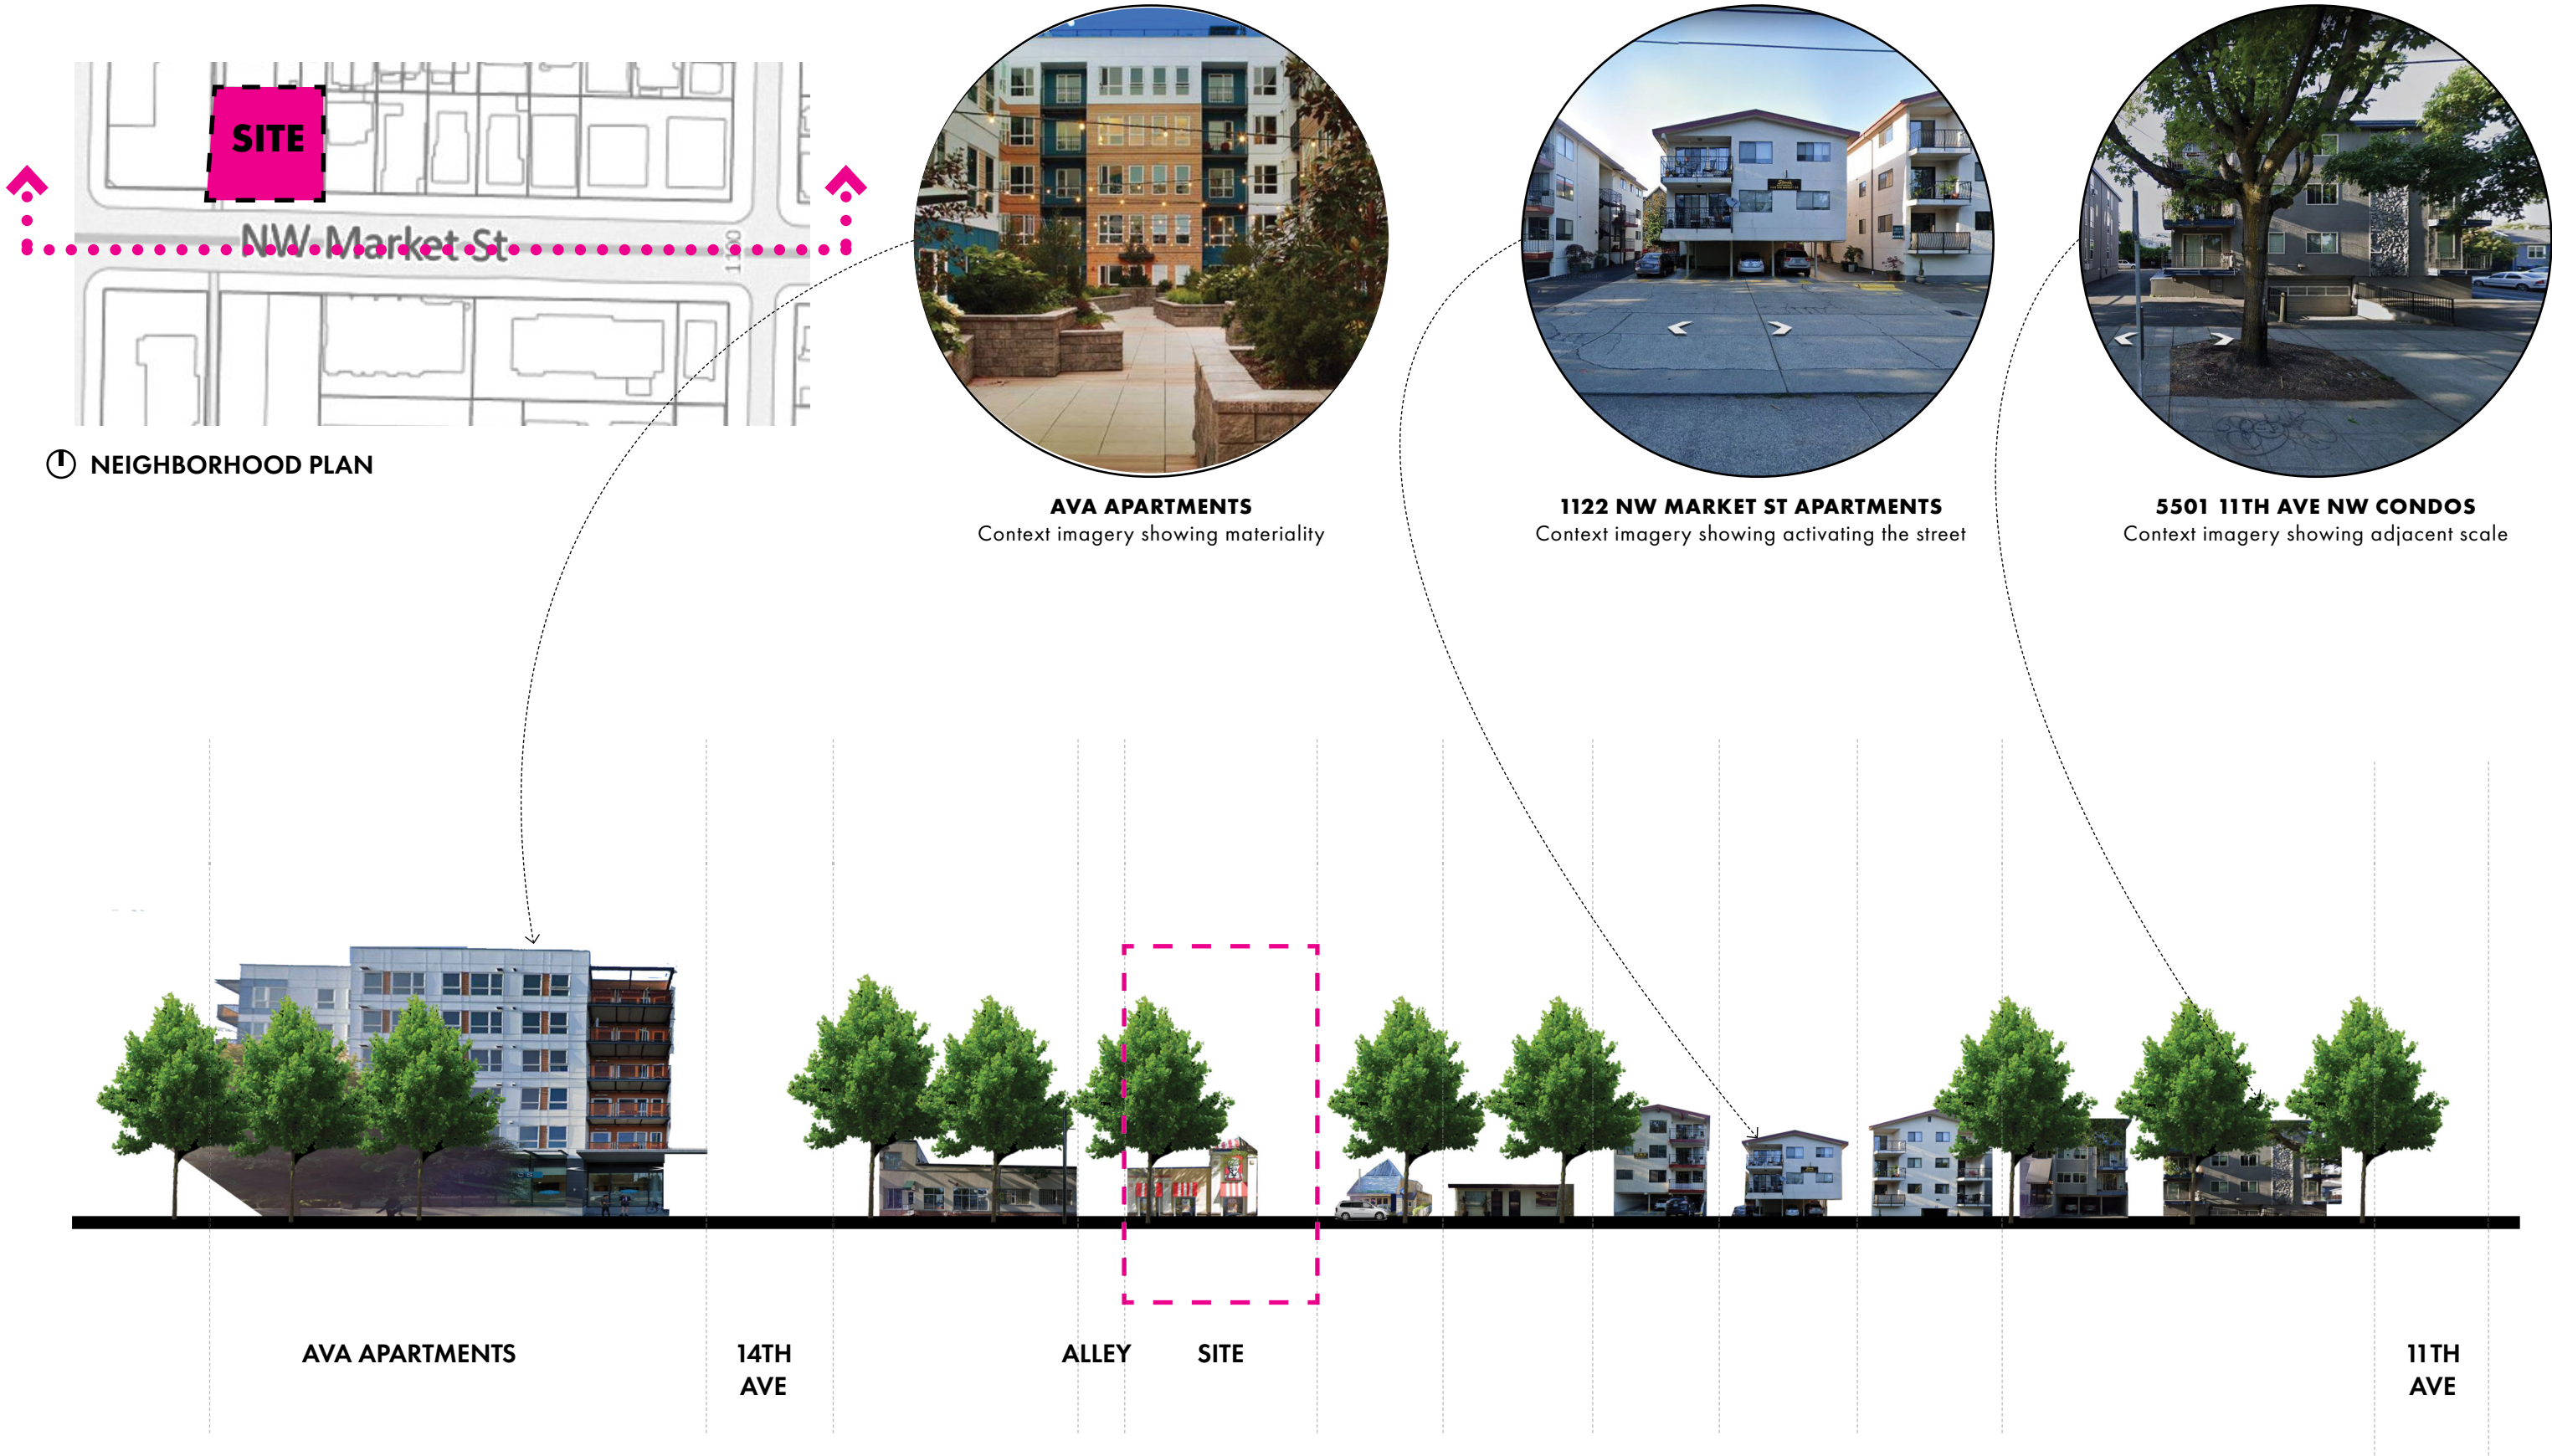 SITE
NW Market St
1100
NEIGHBORHOOD PLAN
AVA APARTMENTS
Context imagery showing materiality
1122 NW MARKET ST APARTMENTS
Context imagery showing activating the street
5501 11TH AVE NW CONDOS
Context imagery showing adjacent scale
AVA APARTMENTS
14TH
AVE
ALLEY
SITE
11TH
AVE